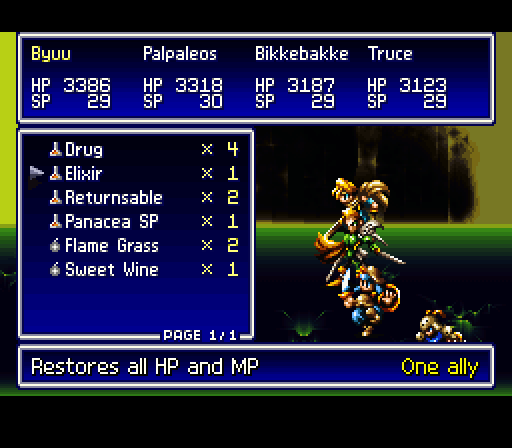 Byuu Palpaleos Bikkebakke Truce
HP 3386 HP 3318 HP 3187 HP 3123
SP 29 SP 30 SP 29 SP 29
Drug × 4
Elixir × 1
Returnsable × 2
Panacea SP × 1
Flame Grass × 2
Sweet Wine × 1
PAGE 1/1
Restores all HP and MP One ally